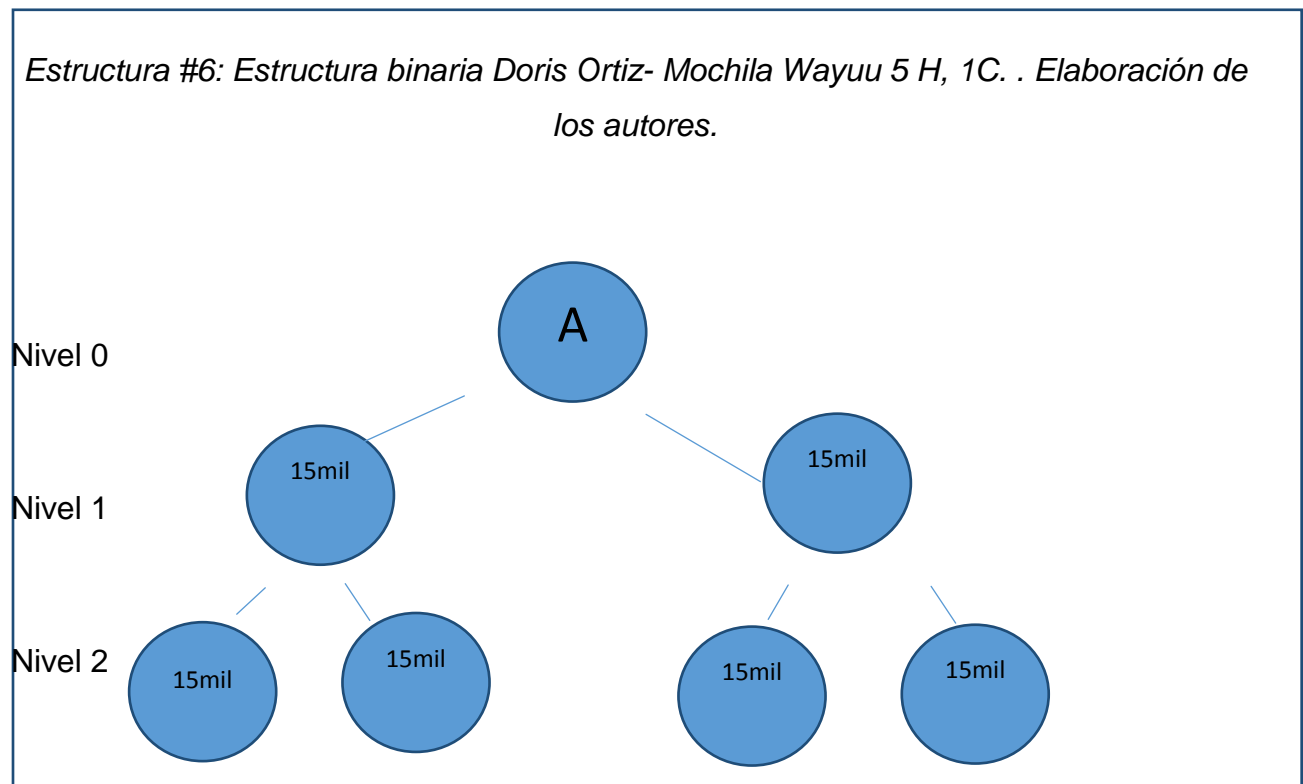 Estructura #6: Estructura binaria Doris Ortiz- Mochila Wayuu 5 H, 1C. . Elaboración de
los autores.
A
Nivel 0
15mil
15mil
Nivel 1
15mil
15mil
15mil
15mil
Nivel 2